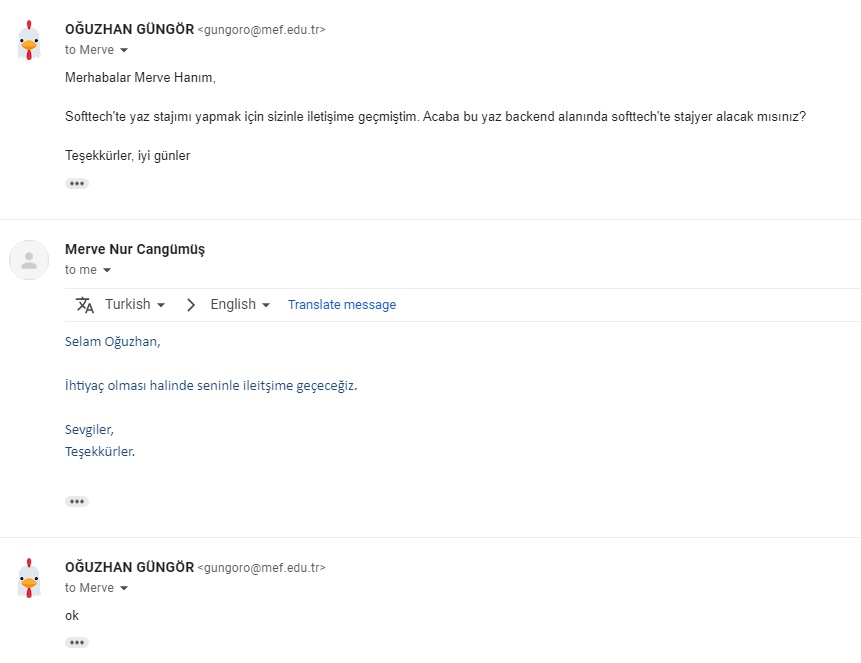 OĞUZHAN GÜNGÖR <gungoro@mef.edu.tr>
to Merve
Merhabalar Merve Hanım,
Softtech'te yaz stajımı yapmak için sizinle iletişime geçmiştim. Acaba bu yaz backend alanında softtech'te stajyer alacak mısınız?
Teşekkürler, iyi günler
Merve Nur Cangümüş
to me
Turkish > English Translate message
Selam Oğuzhan,
İhtiyaç olması halinde seninle ileitşime geçeceğiz.
Sevgiler,
Teşekkürler.
OĞUZHAN GÜNGÖR <gungoro@mef.edu.tr>
to Merve
ok